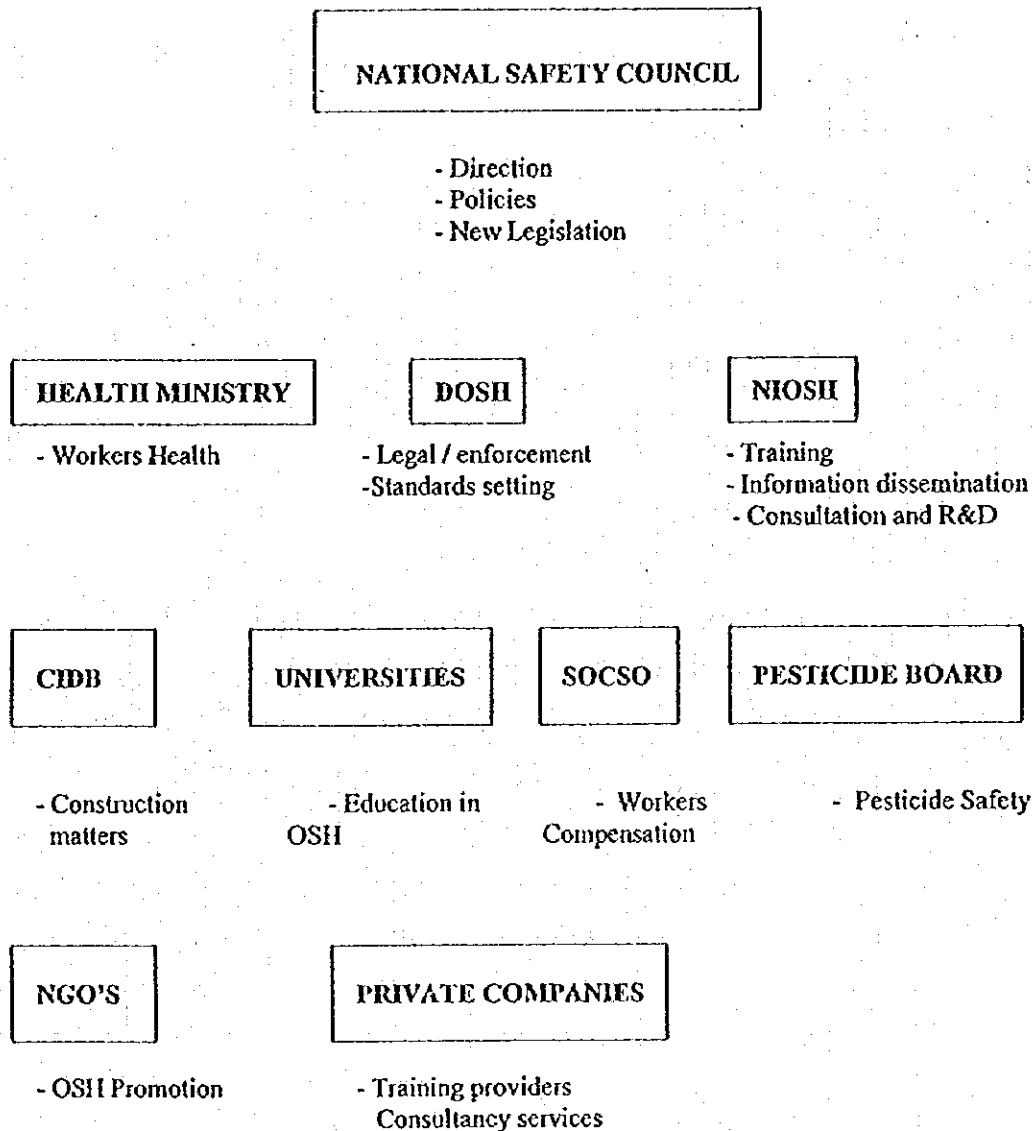 NATIONAL SAFETY COUNCIL
- Direction
- Policies
- New Legislation
HEALTH MINISTRY
- Workers Health
DOSH
- Legal / enforcement
-Standards setting
NIOSH
- Training
- Information dissemination
- Consultation and R&D
CIDB
- Construction
matters
UNIVERSITIES
- Education in
OSH
SOCSO
- Workers
Compensation
PESTICIDE BOARD
- Pesticide Safety
NGO'S
- OSH Promotion
PRIVATE COMPANIES
- Training providers
Consultancy services